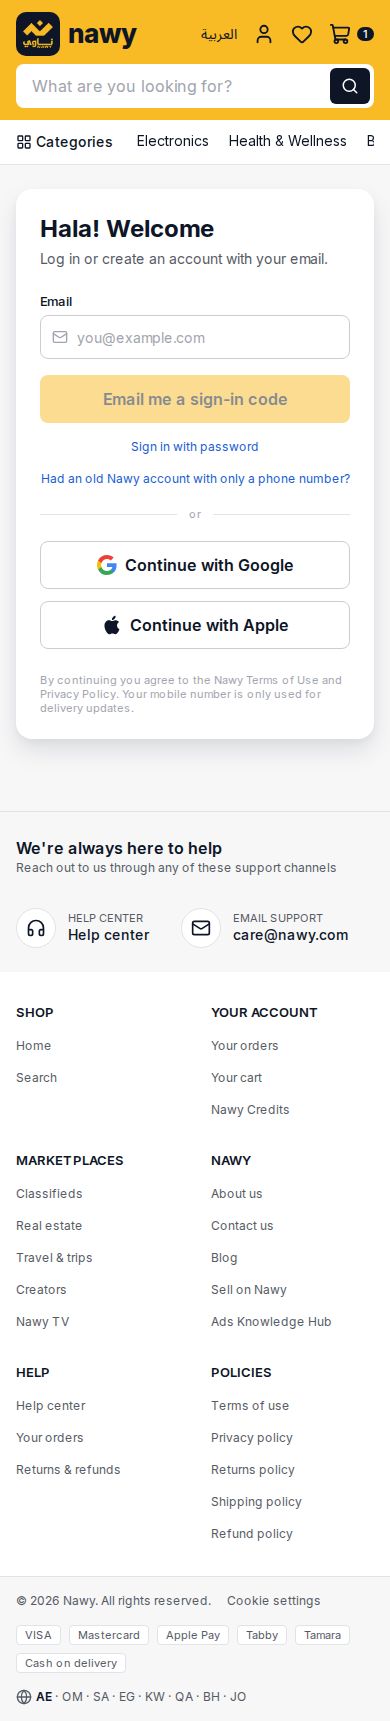 ناوي
NAWY
nawy
العربية
1
What are you looking for?
Categories
Electronics
Health & Wellness
B
Hala! Welcome
Log in or create an account with your email.
Email
you@example.com
Email me a sign-in code
Sign in with password
Had an old Nawy account with only a phone number?
or
Continue with Google
Continue with Apple
By continuing you agree to the Nawy Terms of Use and
Privacy Policy. Your mobile number is only used for
delivery updates.
We're always here to help
Reach out to us through any of these support channels
HELP CENTER
Help center
EMAIL SUPPORT
care@nawy.com
SHOP
Home
Search
YOUR ACCOUNT
Your orders
Your cart
Nawy Credits
MARKETPLACES
Classifieds
Real estate
Travel & trips
Creators
Nawy TV
NAWY
About us
Contact us
Blog
Sell on Nawy
Ads Knowledge Hub
HELP
Help center
Your orders
Returns & refunds
POLICIES
Terms of use
Privacy policy
Returns policy
Shipping policy
Refund policy
© 2026 Nawy. All rights reserved.
Cookie settings
VISA
Mastercard
Apple Pay
Tabby
Tamara
Cash on delivery
AE · OM · SA · EG · KW · QA · BH · JO